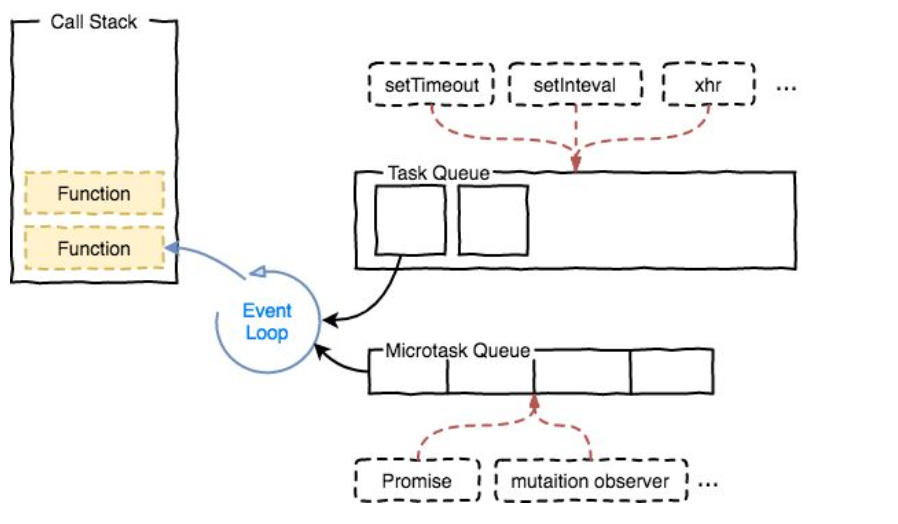 Call Stack
setTimeout
setInteval
xhr
...
Function
Task Queue
Function
Event
Loop
Microtask Queue
Promise
mutaition observer
...